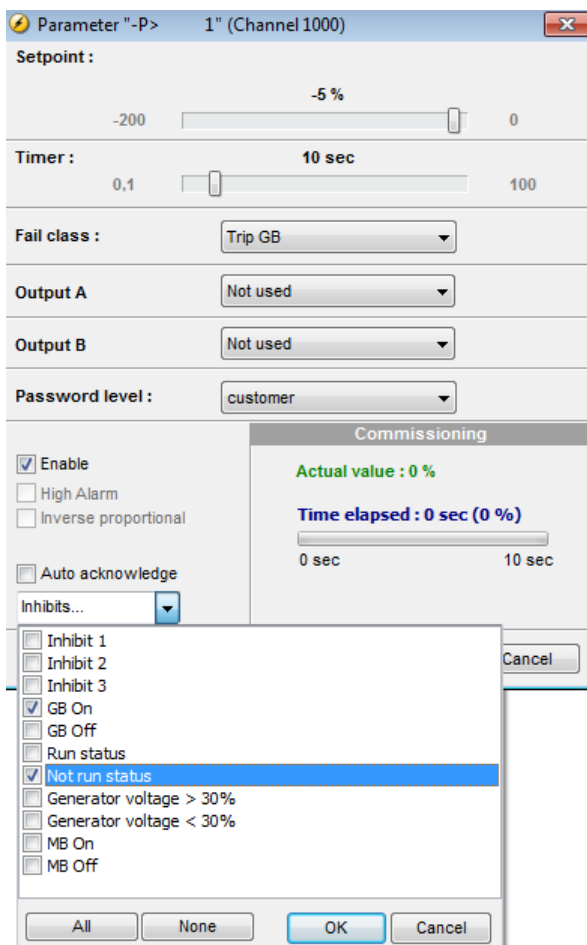 Parameter "-P> 1" (Channel 1000)
Setpoint :
-5 %
-200 0
Timer : 10 sec
0,1 100
Fail class : Trip GB
Output A Not used
Output B Not used
Password level : customer
Commissioning
Enable
High Alarm
Inverse proportional
Actual value : 0 %
Time elapsed : 0 sec (0 %)
0 sec 10 sec
Auto acknowledge
Inhibits...
Inhibit 1
Inhibit 2
Inhibit 3
GB On
GB Off
Run status
Not run status
Generator voltage > 30%
Generator voltage < 30%
MB On
MB Off
Cancel
All None OK Cancel